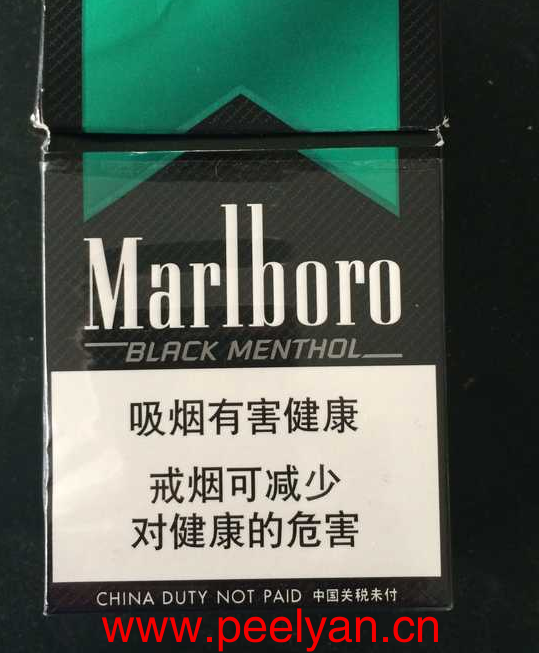 Marlboro
BLACK MENTHOL
吸烟有害健康
戒烟可减少
对健康的危害
CHINA DUTY NOT PAID 中国关税未付
www.peelyan.cn